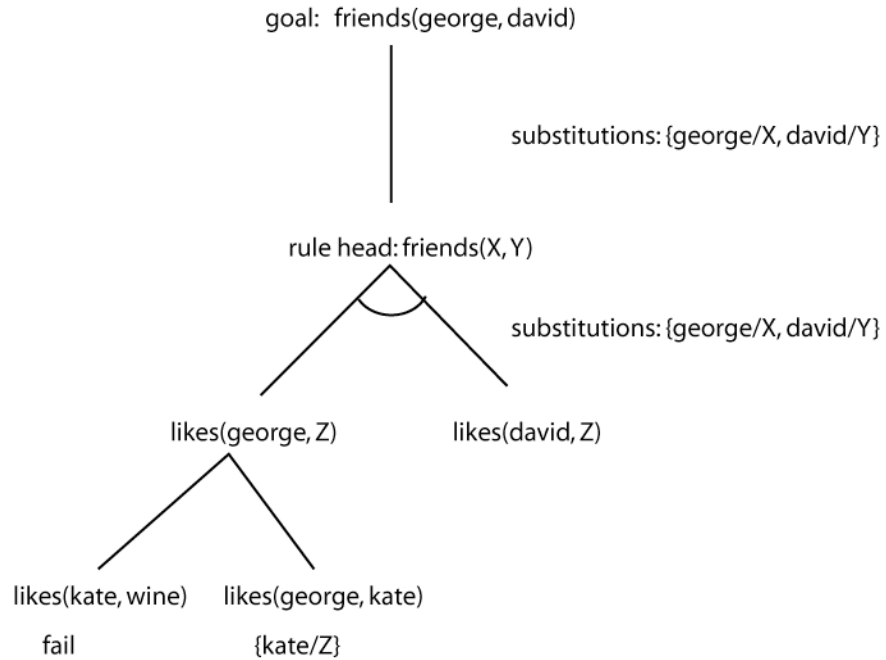 goal: friends(george, david)
substitutions: {george/X, david/Y}
rule head: friends(X, Y)
substitutions: {george/X, david/Y}
likes(george, Z) likes(david, Z)
likes(kate, wine) likes(george, kate)
fail {kate/Z}